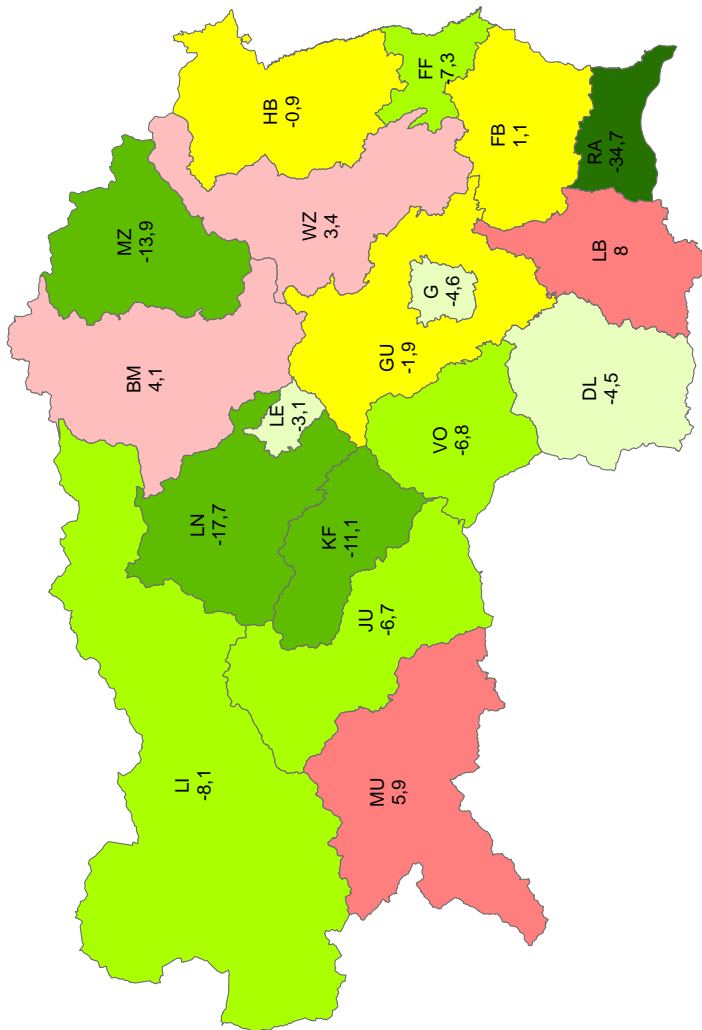 MZ
-13,9
BM
4,1
LI
-8,1
LN
-17,7
HB
-0,9
LE
-3,1
WZ
3,4
KF
-11,1
JU
-6,7
MU
5,9
GU
-1,9
FF
-7,3
G
-4,6
VO
-6,8
FB
1,1
DL
-4,5
LB
8
RA
-34,7